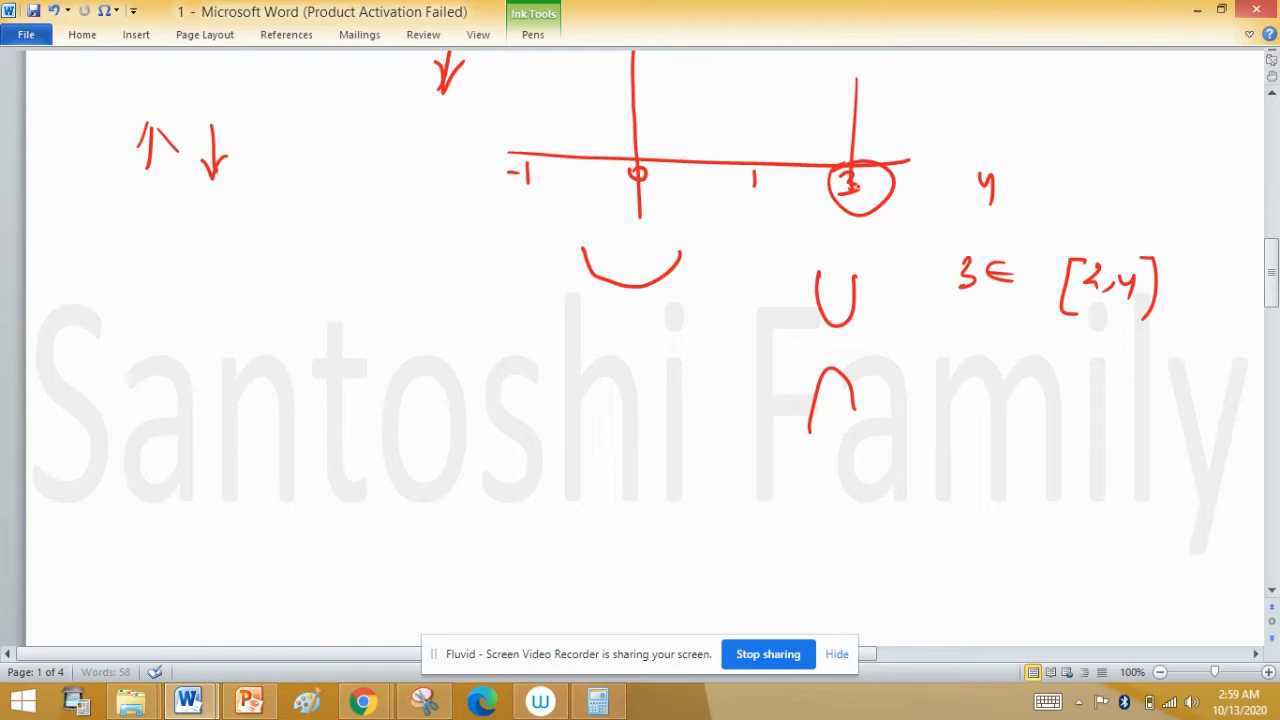 1 - Microsoft Word (Product Activation Failed)
Ink Tools
File Home Insert Page Layout References Mailings Review View Pens
-1 0 1 3 4
3 ∈ [2,4]
Santoshi Family
Fluvid - Screen Video Recorder is sharing your screen. Stop sharing Hide
Page: 1 of 4 Words: 58 100%
2:59 AM
10/13/2020